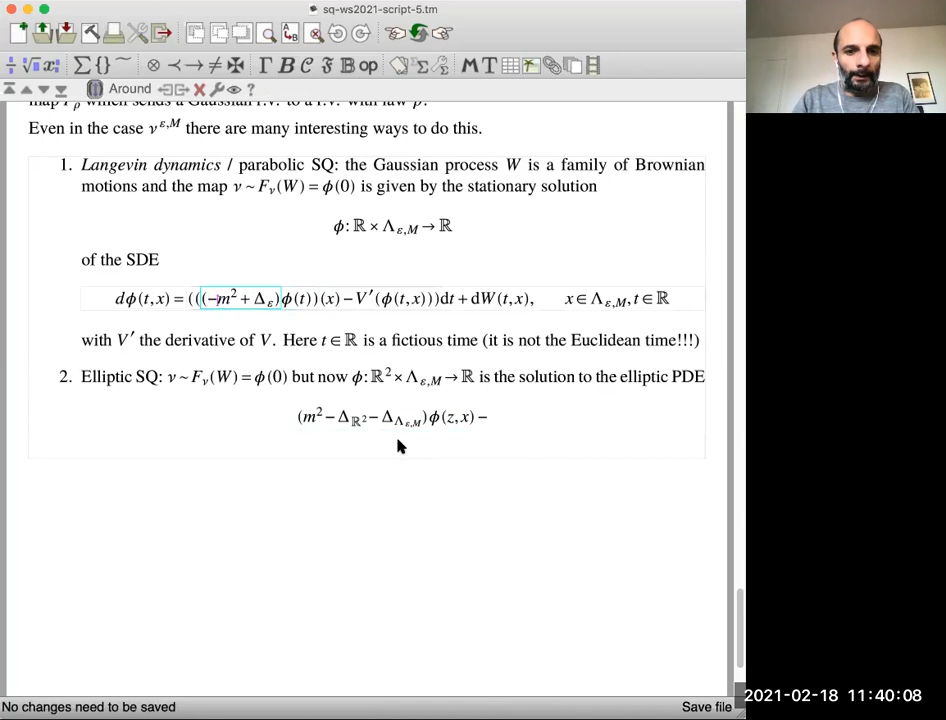 sq-ws2021-script-5.tm
Around
Even in the case ν^{ε,M} there are many interesting ways to do this.
1. Langevin dynamics / parabolic SQ: the Gaussian process W is a family of Brownian
motions and the map ν ~ F_ν(W) = ϕ(0) is given by the stationary solution
ϕ: ℝ × Λ_{ε,M} → ℝ
of the SDE
dϕ(t,x) = (((−m² + Δ_ε)ϕ(t))(x) − V′(ϕ(t,x)))dt + dW(t,x), x ∈ Λ_{ε,M}, t ∈ ℝ
with V′ the derivative of V. Here t ∈ ℝ is a fictious time (it is not the Euclidean time!!!)
2. Elliptic SQ: ν ~ F_ν(W) = ϕ(0) but now ϕ: ℝ² × Λ_{ε,M} → ℝ is the solution to the elliptic PDE
(m² − Δ_{ℝ²} − Δ_{Λ_{ε,M}})ϕ(z,x) −
No changes need to be saved
Save file
2021-02-18 11:40:08